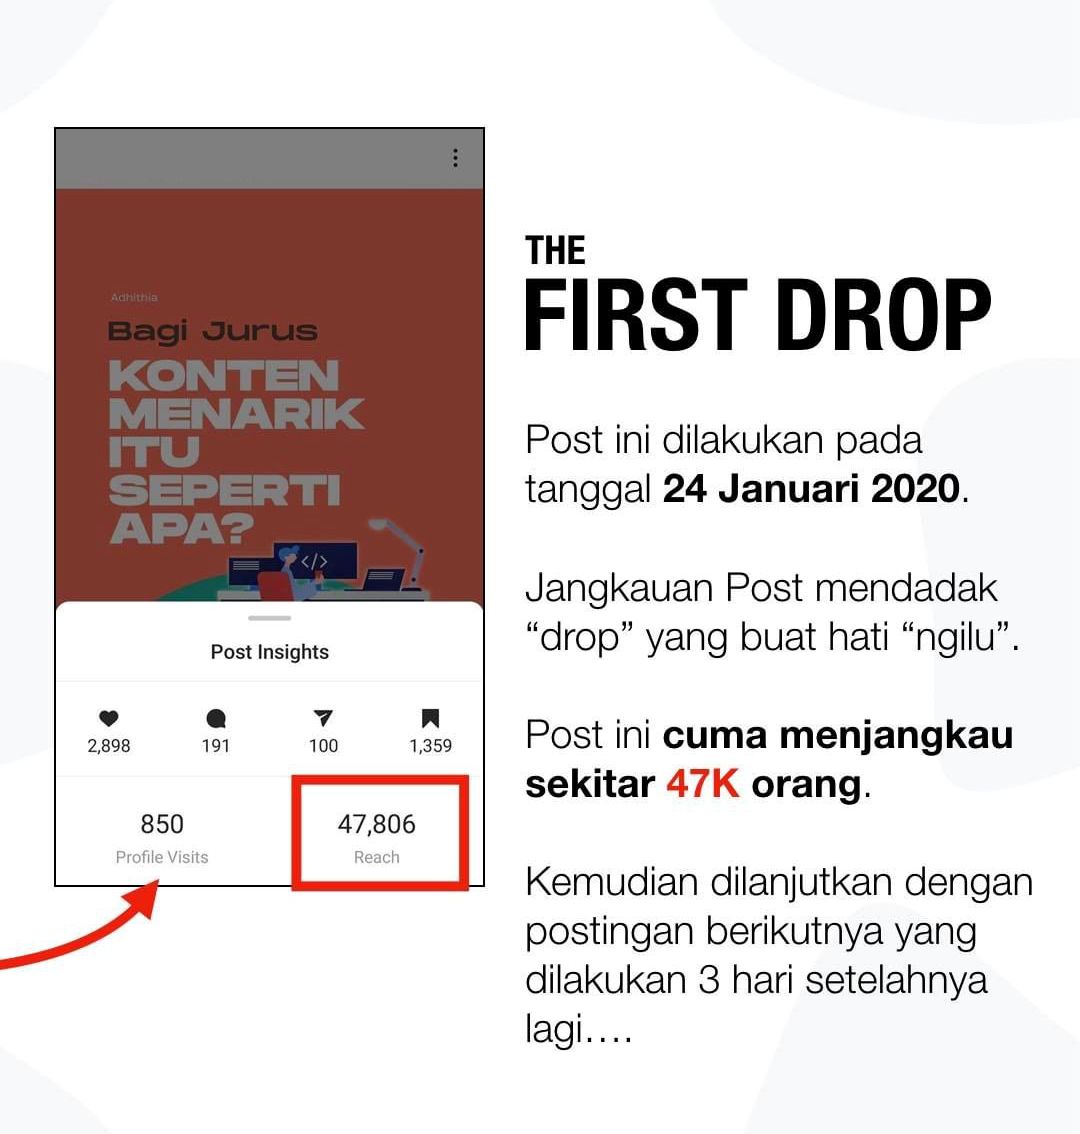 Adhithia
Bagi Jurus
KONTEN
MENARIK
ITU
SEPERTI
APA?
</>
Post Insights
2,898 191 100 1,359
850 47,806
Profile Visits Reach
THE
FIRST DROP
Post ini dilakukan pada
tanggal 24 Januari 2020.
Jangkauan Post mendadak
“drop” yang buat hati “ngilu”.
Post ini cuma menjangkau
sekitar 47K orang.
Kemudian dilanjutkan dengan
postingan berikutnya yang
dilakukan 3 hari setelahnya
lagi....